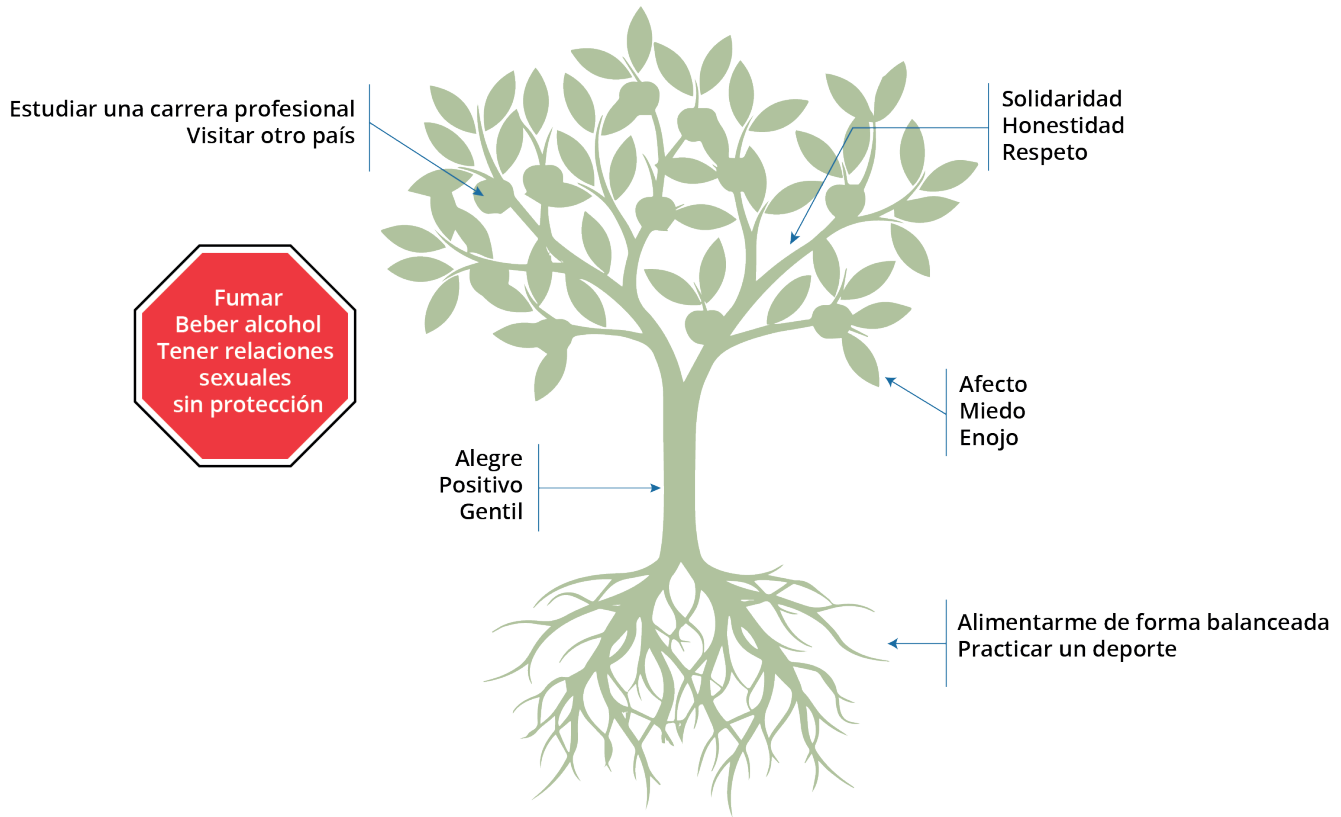 Estudiar una carrera profesional
Visitar otro país
Solidaridad
Honestidad
Respeto
Fumar
Beber alcohol
Tener relaciones
sexuales
sin protección
Afecto
Miedo
Enojo
Alegre
Positivo
Gentil
Alimentarme de forma balanceada
Practicar un deporte